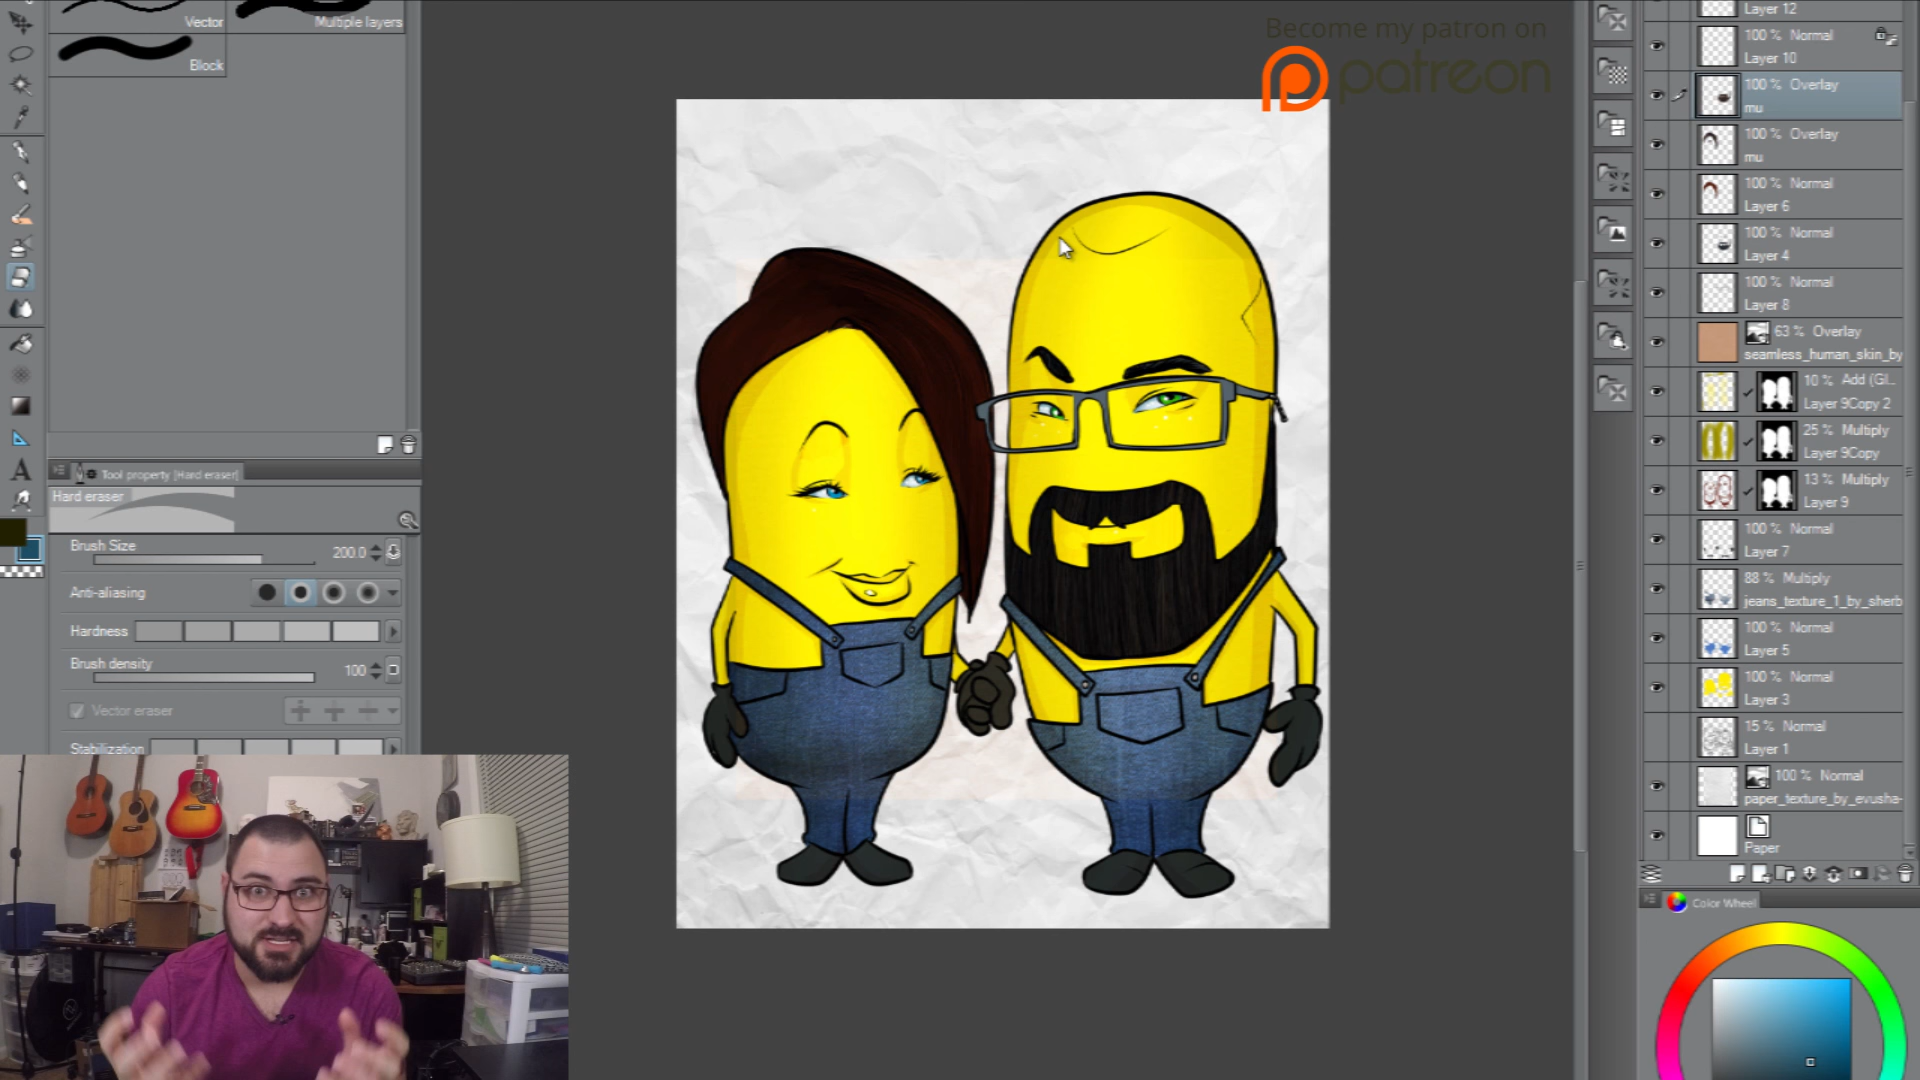 Vector
Multiple layers
Block
Become my patron on
patreon
Tool property [Hard eraser]
Hard eraser
Brush Size
200.0
Anti-aliasing
Hardness
Brush density
100
Vector eraser
Stabilization
A
Layer 12
100 % Normal
Layer 10
100 % Overlay
mu
100 % Overlay
mu
100 % Normal
Layer 6
100 % Normal
Layer 4
100 % Normal
Layer 8
63 % Overlay
seamless_human_skin_by
10 % Add (Gl...
Layer 9Copy 2
25 % Multiply
Layer 9Copy
13 % Multiply
Layer 9
100 % Normal
Layer 7
88 % Multiply
jeans_texture_1_by_sherb
100 % Normal
Layer 5
100 % Normal
Layer 3
15 % Normal
Layer 1
100 % Normal
paper_texture_by_evusha-
Paper
Color Wheel